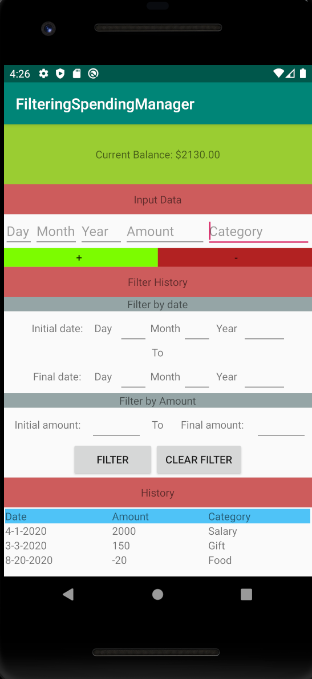 4:26
FilteringSpendingManager
Current Balance: $2130.00
Input Data
Day Month Year Amount Category
+ -
Filter History
Filter by date
Initial date: Day Month Year
To
Final date: Day Month Year
Filter by Amount
Initial amount: To Final amount:
FILTER CLEAR FILTER
History
Date Amount Category
4-1-2020 2000 Salary
3-3-2020 150 Gift
8-20-2020 -20 Food